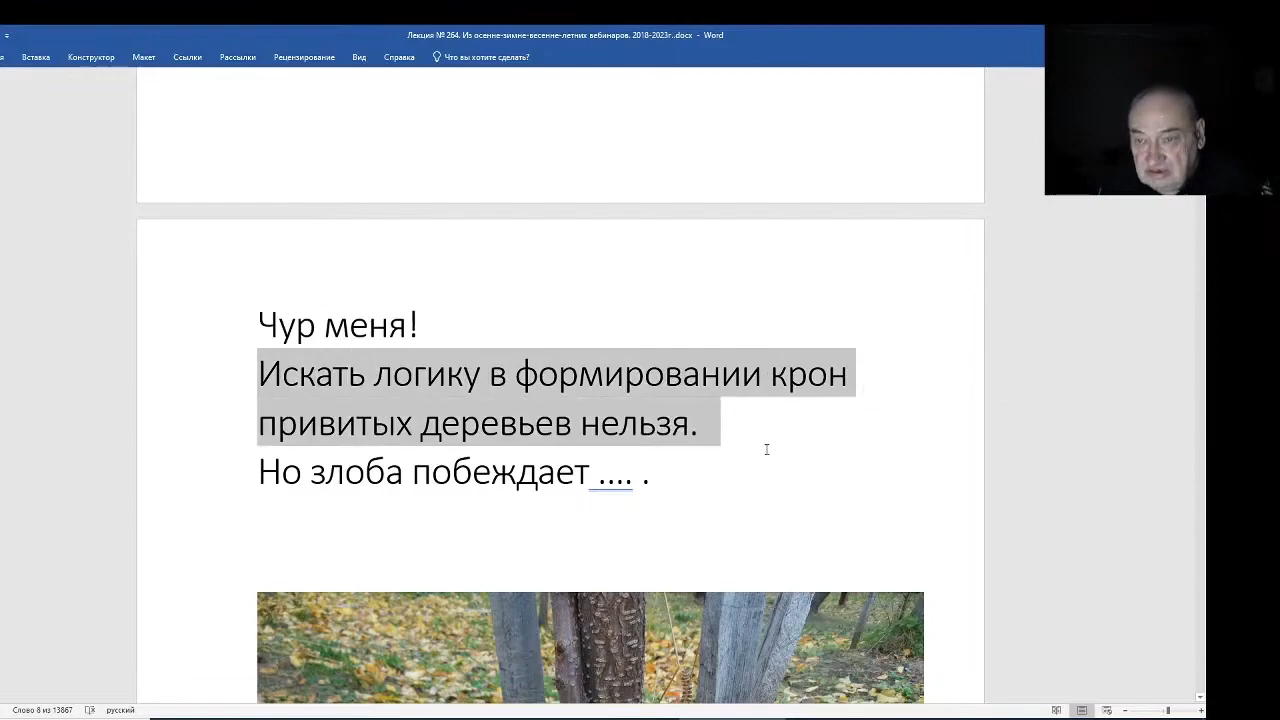 Лекция № 264. Из осенне-зимне-весенне-летних вебинаров. 2018-2023г..docx - Word
Вставка Конструктор Макет Ссылки Рассылки Рецензирование Вид Справка Что вы хотите сделать?
Чур меня!
Искать логику в формировании крон
привитых деревьев нельзя.
Но злоба побеждает .... .
Слово 8 из 13867 русский